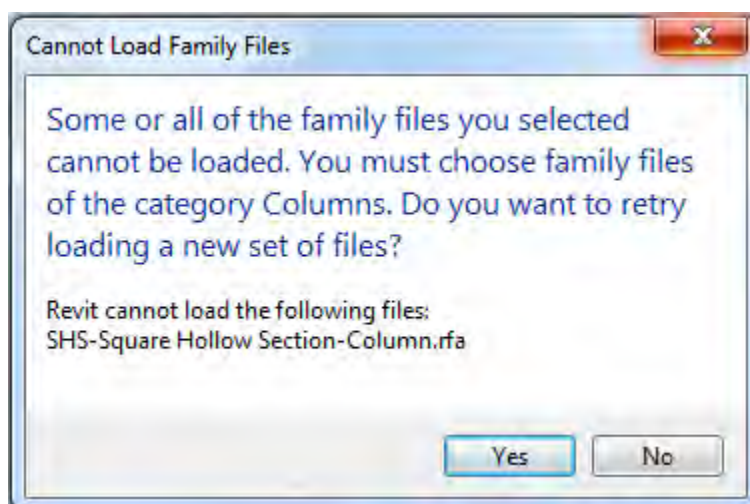 Cannot Load Family Files
Some or all of the family files you selected
cannot be loaded. You must choose family files
of the category Columns. Do you want to retry
loading a new set of files?
Revit cannot load the following files:
SHS-Square Hollow Section-Column.rfa
Yes
No